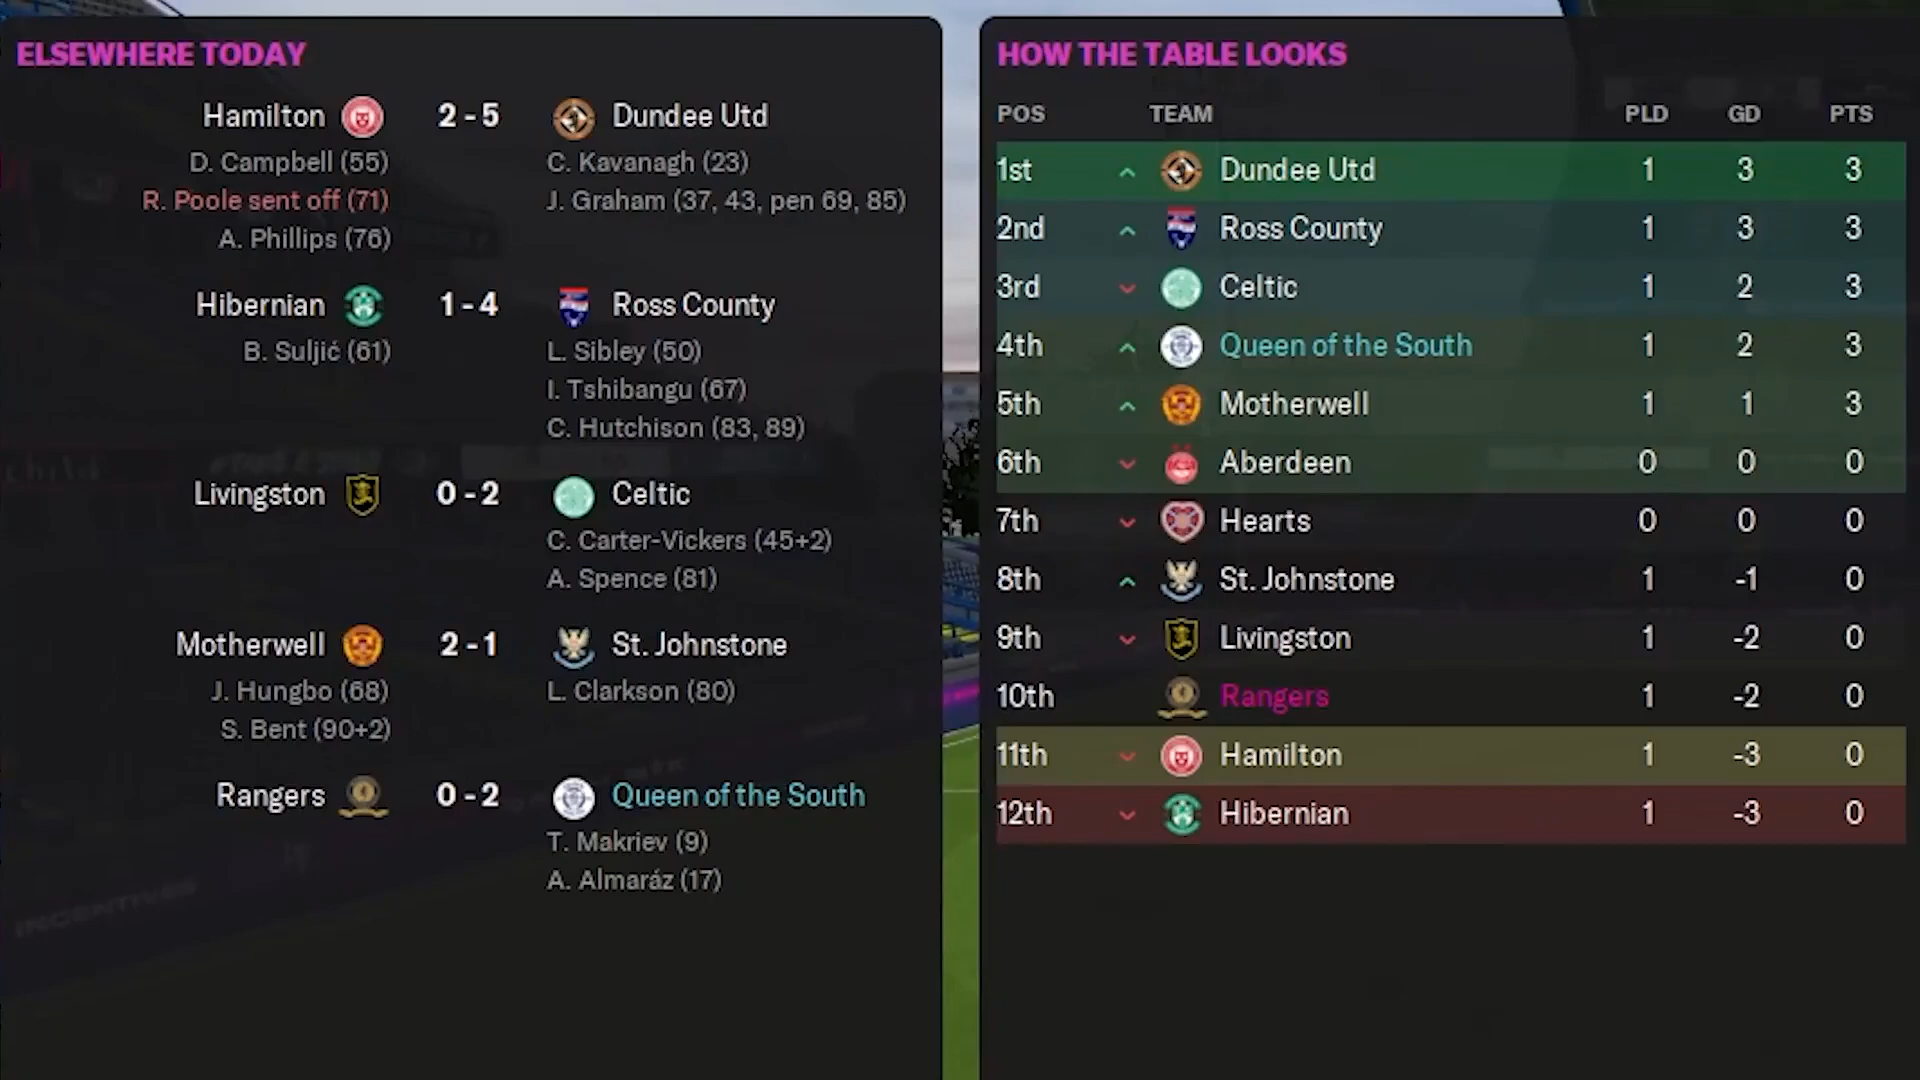 ELSEWHERE TODAY
Hamilton 2 - 5 Dundee Utd
D. Campbell (55) C. Kavanagh (23)
R. Poole sent off (71) J. Graham (37, 43, pen 69, 85)
A. Phillips (76)
Hibernian 1 - 4 Ross County
B. Suljić (61) L. Sibley (50)
I. Tshibangu (67)
C. Hutchison (83, 89)
Livingston 0 - 2 Celtic
C. Carter-Vickers (45+2)
A. Spence (81)
Motherwell 2 - 1 St. Johnstone
J. Hungbo (68) L. Clarkson (80)
S. Bent (90+2)
Rangers 0 - 2 Queen of the South
T. Makriev (9)
A. Almaráz (17)
INCENTIVES
HOW THE TABLE LOOKS
POS TEAM PLD GD PTS
1st Dundee Utd 1 3 3
2nd Ross County 1 3 3
3rd Celtic 1 2 3
4th Queen of the South 1 2 3
5th Motherwell 1 1 3
6th Aberdeen 0 0 0
7th Hearts 0 0 0
8th St. Johnstone 1 -1 0
9th Livingston 1 -2 0
10th Rangers 1 -2 0
11th Hamilton 1 -3 0
12th Hibernian 1 -3 0